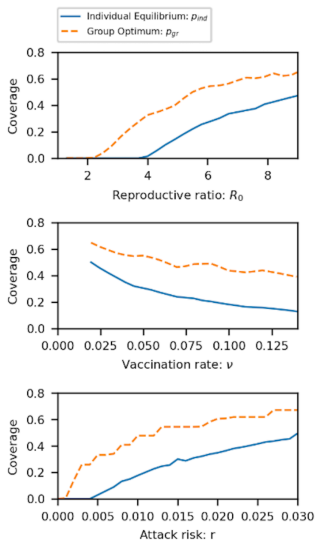 Individual Equilibrium: p_ind
Group Optimum: p_gr
0.8
0.6
0.4
0.2
0.0
Coverage
2 4 6 8
Reproductive ratio: R_0
0.8
0.6
0.4
0.2
0.0
Coverage
0.000 0.025 0.050 0.075 0.100 0.125
Vaccination rate: ν
0.8
0.6
0.4
0.2
0.0
Coverage
0.000 0.005 0.010 0.015 0.020 0.025 0.030
Attack risk: r